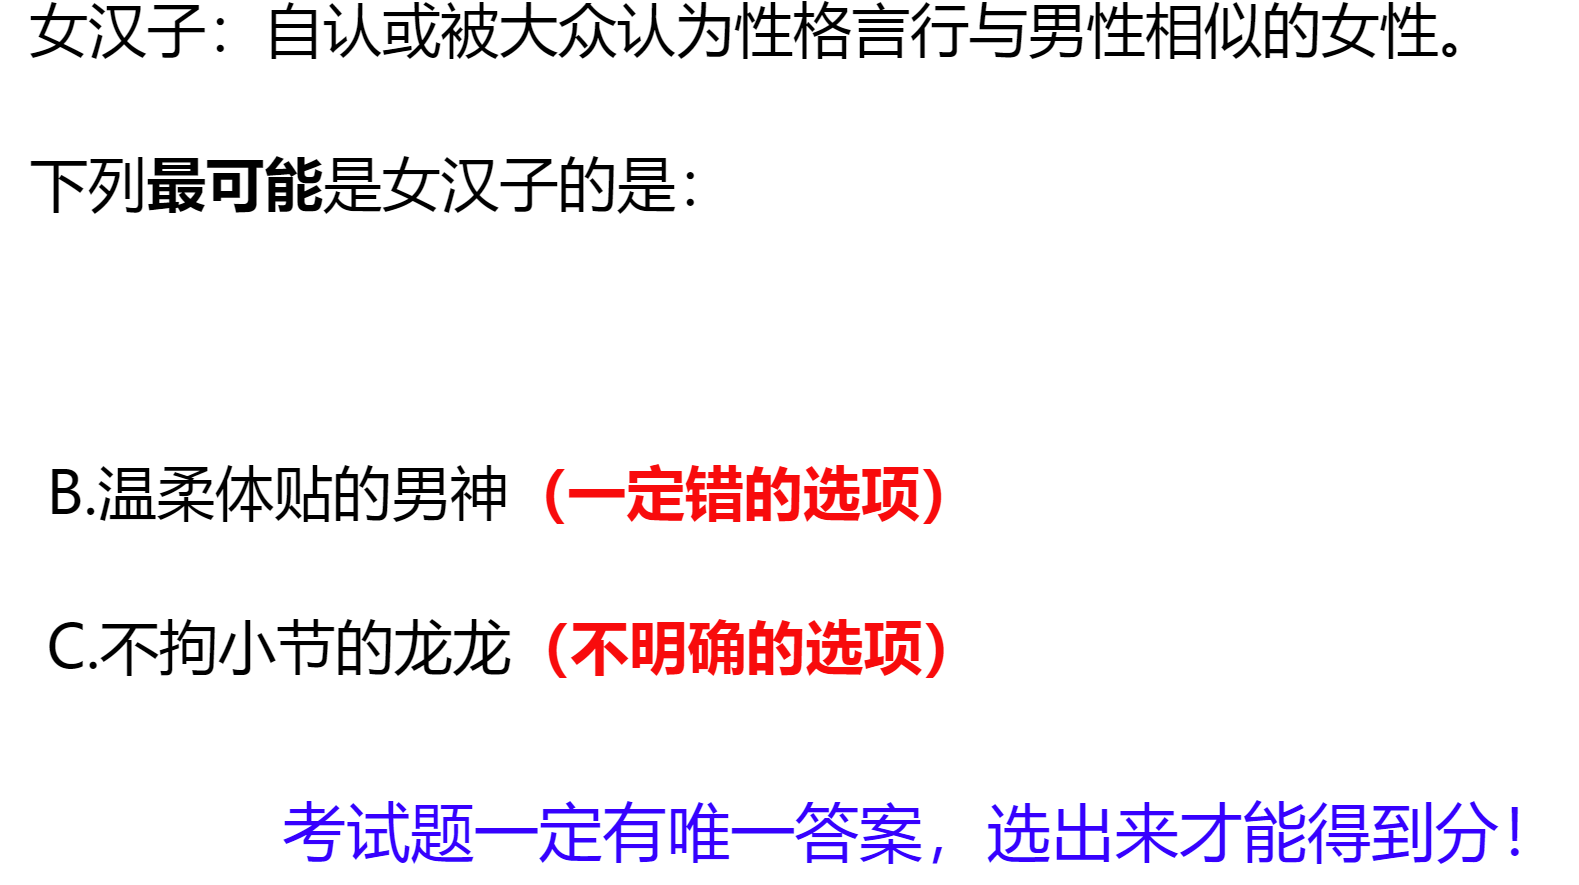 女汉子：自认或被大众认为性格言行与男性相似的女性。
下列最可能是女汉子的是：
B.温柔体贴的男神（一定错的选项）
C.不拘小节的龙龙（不明确的选项）
考试题一定有唯一答案，选出来才能得到分！